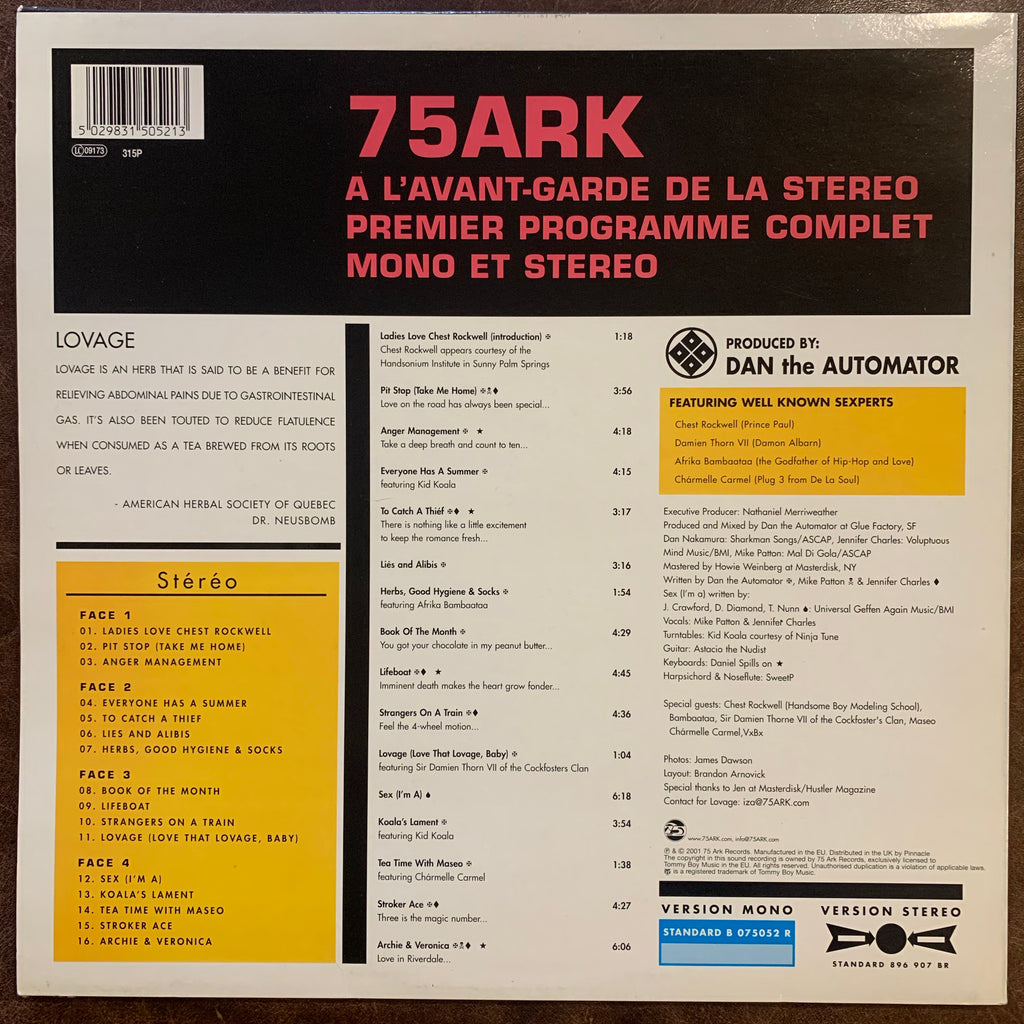 5 029831 505213
LC 09173 315P
75ARK
A L'AVANT-GARDE DE LA STEREO
PREMIER PROGRAMME COMPLET
MONO ET STEREO
LOVAGE
LOVAGE IS AN HERB THAT IS SAID TO BE A BENEFIT FOR
RELIEVING ABDOMINAL PAINS DUE TO GASTROINTESTINAL
GAS. IT'S ALSO BEEN TOUTED TO REDUCE FLATULENCE
WHEN CONSUMED AS A TEA BREWED FROM ITS ROOTS
OR LEAVES.
- AMERICAN HERBAL SOCIETY OF QUEBEC
DR. NEUSBOMB
Stéréo
FACE 1
01. LADIES LOVE CHEST ROCKWELL
02. PIT STOP (TAKE ME HOME)
03. ANGER MANAGEMENT
FACE 2
04. EVERYONE HAS A SUMMER
05. TO CATCH A THIEF
06. LIES AND ALIBIS
07. HERBS, GOOD HYGIENE & SOCKS
FACE 3
08. BOOK OF THE MONTH
09. LIFEBOAT
10. STRANGERS ON A TRAIN
11. LOVAGE (LOVE THAT LOVAGE, BABY)
FACE 4
12. SEX (I'M A)
13. KOALA'S LAMENT
14. TEA TIME WITH MASEO
15. STROKER ACE
16. ARCHIE & VERONICA
Ladies Love Chest Rockwell (introduction) ✠ 1:18
Chest Rockwell appears courtesy of the
Handsonium Institute in Sunny Palm Springs
Pit Stop (Take Me Home) ✠☠♦ 3:56
Love on the road has always been special...
Anger Management ✠ ★ 4:18
Take a deep breath and count to ten...
Everyone Has A Summer ✠ 4:15
featuring Kid Koala
To Catch A Thiéf ✠♦ ★ 3:17
There is nothing like a little excitement
to keep the romance fresh...
Liés and Alibis ✠ 3:16
Herbs, Good Hygiene & Socks ✠ 1:54
featuring Afrika Bambaataa
Book Of The Month ✠ 4:29
You got your chocolate in my peanut butter...
Lifeboat ✠♦ ★ 4:45
Imminent death makes the heart grow fonder...
Strangers On A Train ✠♦ 4:36
Feel the 4-wheel motion...
Lovage (Love That Lovage, Baby) ✠ 1:04
featuring Sir Damien Thorn VII of the Cockfosters Clan
Sex (I'm A) ♠ 6:18
Koala's Lament ✠ 3:54
featuring Kid Koala
Tea Time With Maseo ✠ 1:38
featuring Chármelle Carmel
Stroker Ace ✠♦ 4:27
Three is the magic number...
Archie & Veronica ✠☠♦ ★ 6:06
Love in Riverdale...
PRODUCED BY:
DAN the AUTOMATOR
FEATURING WELL KNOWN SEXPERTS
Chest Rockwell (Prince Paul)
Damien Thorn VII (Damon Albarn)
Afrika Bambaataa (the Godfather of Hip-Hop and Love)
Chármelle Carmel (Plug 3 from De La Soul)
Executive Producer: Nathaniel Merriweather
Produced and Mixed by Dan the Automator at Glue Factory, SF
Dan Nakamura: Sharkman Songs/ASCAP, Jennifer Charles: Voluptuous
Mind Music/BMI, Mike Patton: Mal Di Gola/ASCAP
Mastered by Howie Weinberg at Masterdisk, NY
Written by Dan the Automator ✠, Mike Patton ☠ & Jennifer Charles ♦
Sex (I'm a) written by:
J. Crawford, D. Diamond, T. Nunn ♠: Universal Geffen Again Music/BMI
Vocals: Mike Patton & Jennifer Charles
Turntables: Kid Koala courtesy of Ninja Tune
Guitar: Astacio the Nudist
Keyboards: Daniel Spills on ★
Harpsichord & Noseflute: SweetP
Special guests: Chest Rockwell (Handsome Boy Modeling School),
Bambaataa, Sir Damien Thorne VII of the Cockfoster's Clan, Maseo
Chármelle Carmel,VxBx
Photos: James Dawson
Layout: Brandon Arnovick
Special thanks to Jen at Masterdisk/Hustler Magazine
Contact for Lovage: iza@75ARK.com
75 www.75ARK.com, info@75ARK.com
℗ & © 2001 75 Ark Records. Manufactured in the EU. Distributed in the UK by Pinnacle
The copyright in this sound recording is owned by 75 Ark Records, exclusively licensed to
Tommy Boy Music in the EU. All rights reserved. Unauthorised duplication is a violation of applicable laws.
is a registered trademark of Tommy Boy Music.
VERSION MONO
STANDARD B 075052 R
VERSION STEREO
STANDARD 896 907 BR